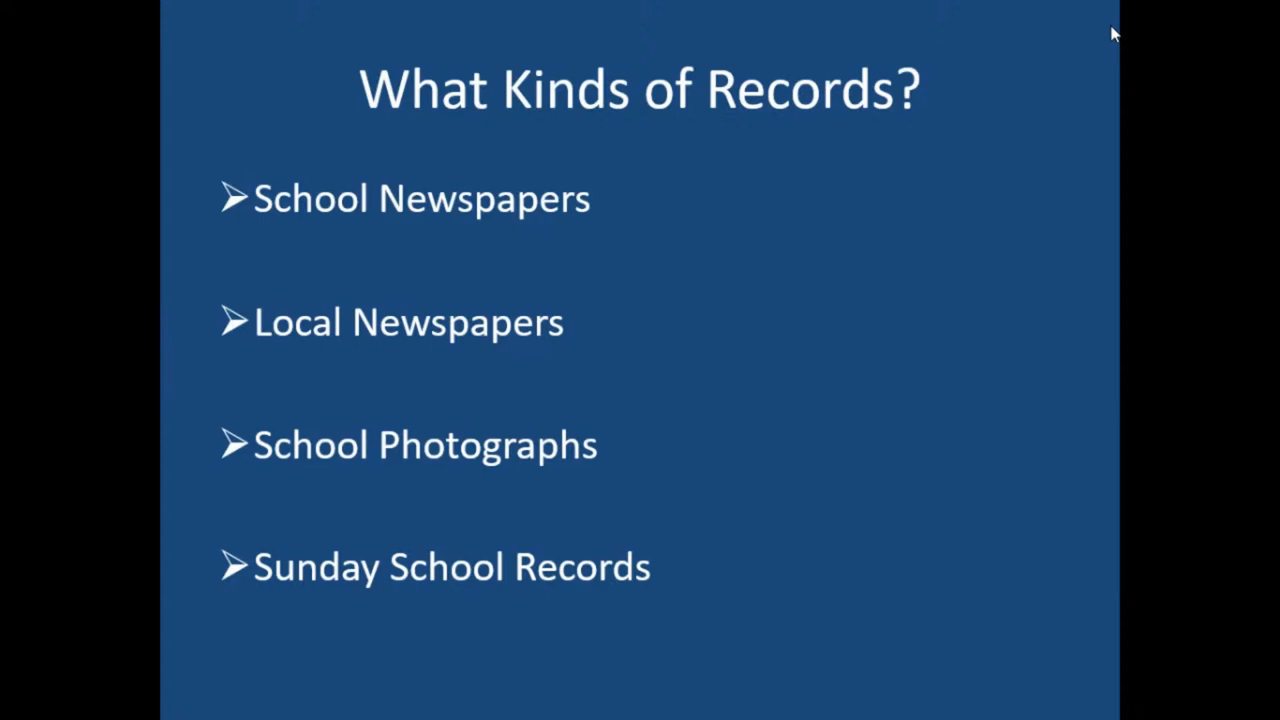 What Kinds of Records?
➢School Newspapers
➢Local Newspapers
➢School Photographs
➢Sunday School Records